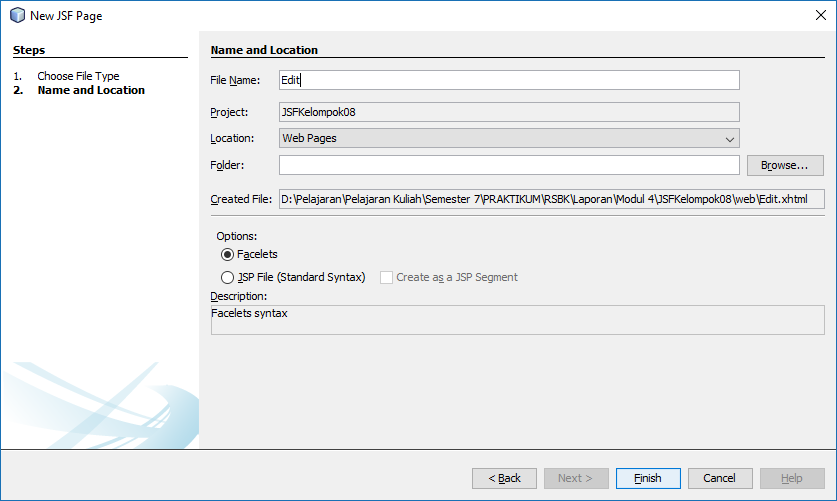 New JSF Page
Steps
1. Choose File Type
2. Name and Location
Name and Location
File Name: Edit
Project: JSFKelompok08
Location: Web Pages
Folder: Browse...
Created File: D:\Pelajaran\Pelajaran Kuliah\Semester 7\PRAKTIKUM\RSBK\Laporan\Modul 4\JSFKelompok08\web\Edit.xhtml
Options:
Facelets
JSP File (Standard Syntax) Create as a JSP Segment
Description:
Facelets syntax
< Back Next > Finish Cancel Help